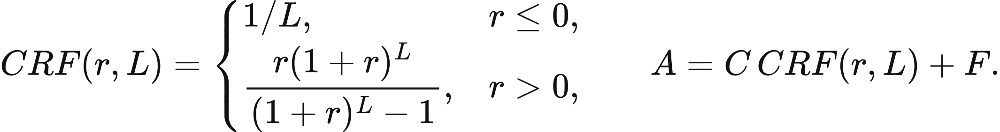 CRF(r, L) = { 1/L, r ≤ 0,
r(1 + r)^L / ((1 + r)^L − 1), r > 0,
A = C CRF(r, L) + F.